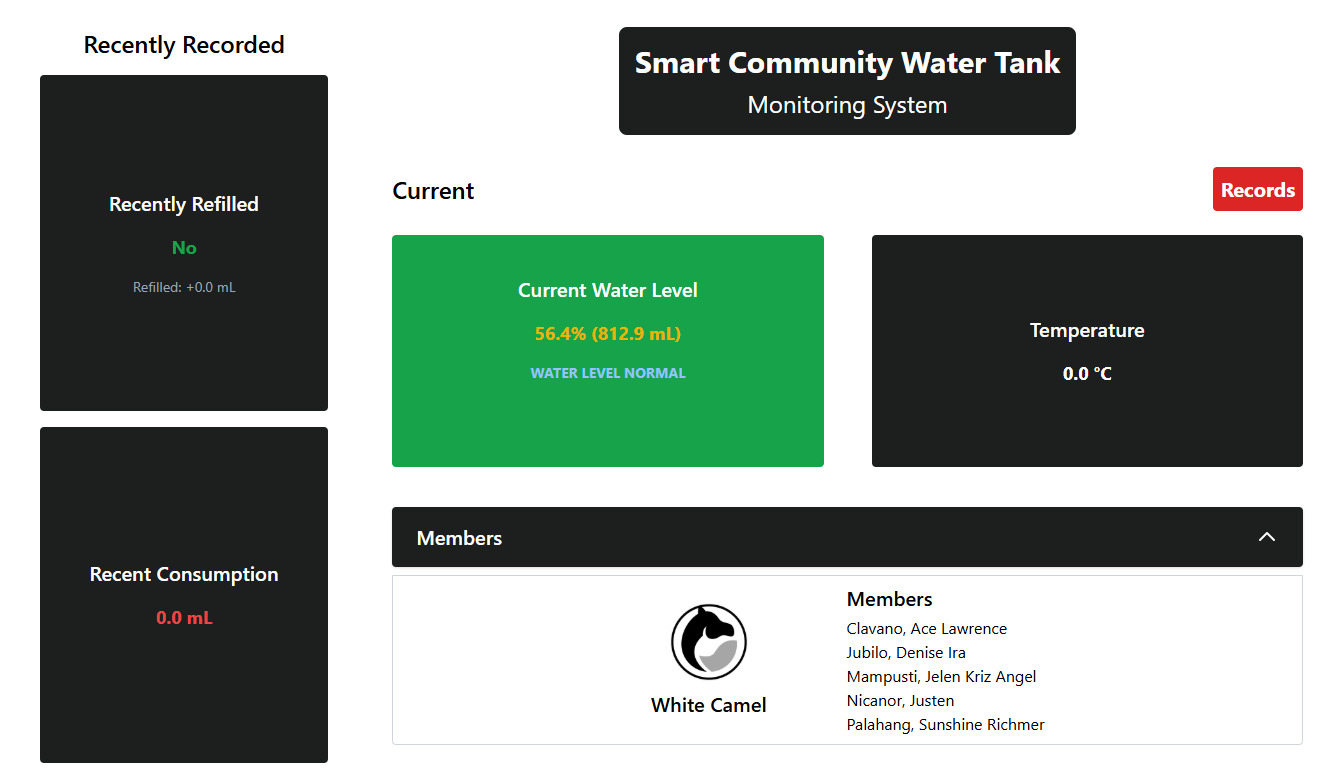 Recently Recorded
Recently Refilled
No
Refilled: +0.0 mL
Recent Consumption
0.0 mL
Smart Community Water Tank
Monitoring System
Current
Records
Current Water Level
56.4% (812.9 mL)
WATER LEVEL NORMAL
Temperature
0.0 °C
Members
White Camel
Members
Clavano, Ace Lawrence
Jubilo, Denise Ira
Mampusti, Jelen Kriz Angel
Nicanor, Justen
Palahang, Sunshine Richmer